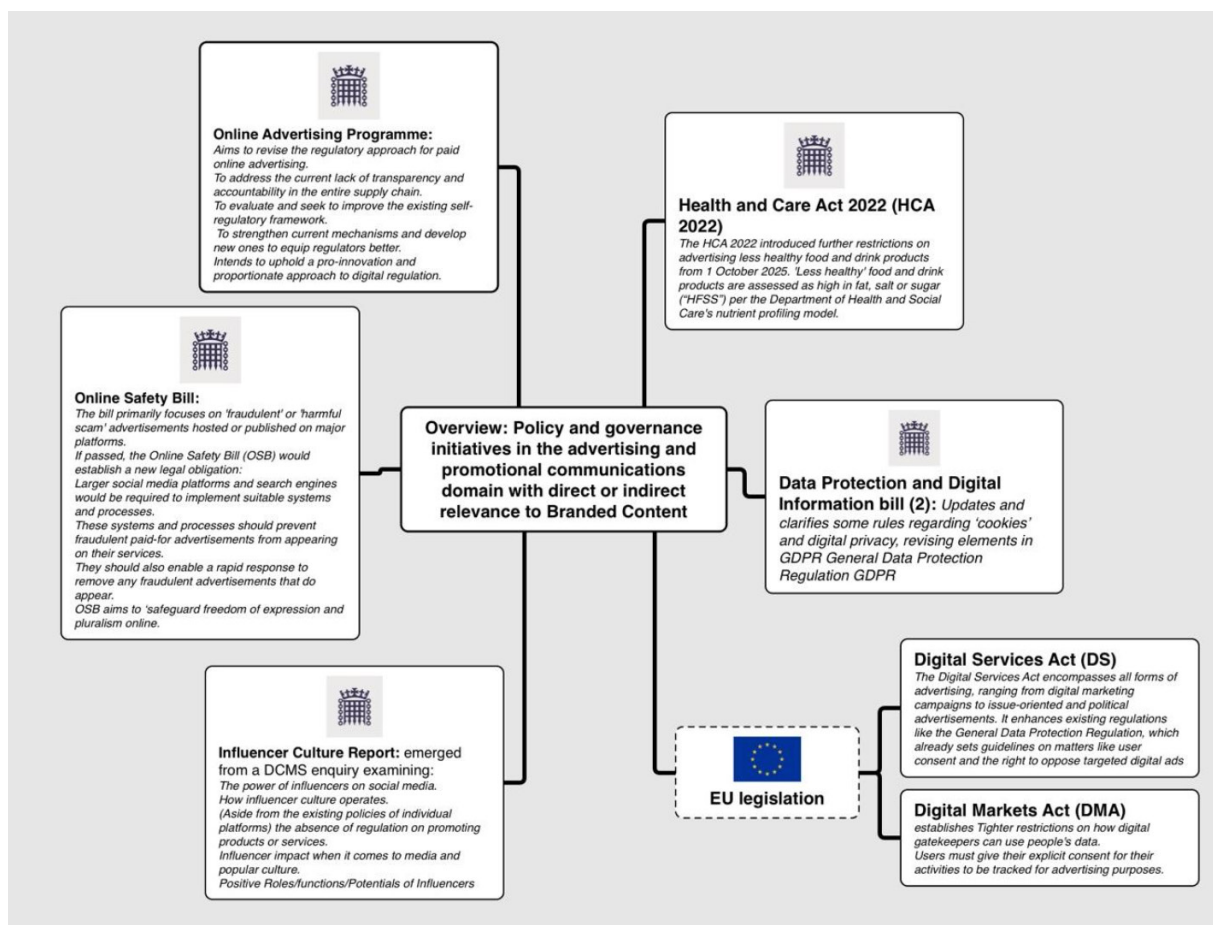 Online Advertising Programme:
Aims to revise the regulatory approach for paid
online advertising.
To address the current lack of transparency and
accountability in the entire supply chain.
To evaluate and seek to improve the existing self-
regulatory framework.
To strengthen current mechanisms and develop
new ones to equip regulators better.
Intends to uphold a pro-innovation and
proportionate approach to digital regulation.
Health and Care Act 2022 (HCA
2022)
The HCA 2022 introduced further restrictions on
advertising less healthy food and drink products
from 1 October 2025. 'Less healthy' food and drink
products are assessed as high in fat, salt or sugar
("HFSS") per the Department of Health and Social
Care's nutrient profiling model.
Online Safety Bill:
The bill primarily focuses on 'fraudulent' or 'harmful
scam' advertisements hosted or published on major
platforms.
If passed, the Online Safety Bill (OSB) would
establish a new legal obligation:
Larger social media platforms and search engines
would be required to implement suitable systems
and processes.
These systems and processes should prevent
fraudulent paid-for advertisements from appearing
on their services.
They should also enable a rapid response to
remove any fraudulent advertisements that do
appear.
OSB aims to 'safeguard freedom of expression and
pluralism online.
Overview: Policy and governance
initiatives in the advertising and
promotional communications
domain with direct or indirect
relevance to Branded Content
Data Protection and Digital
Information bill (2): Updates and
clarifies some rules regarding 'cookies'
and digital privacy, revising elements in
GDPR General Data Protection
Regulation GDPR
Influencer Culture Report: emerged
from a DCMS enquiry examining:
The power of influencers on social media.
How influencer culture operates.
(Aside from the existing policies of individual
platforms) the absence of regulation on promoting
products or services.
Influencer impact when it comes to media and
popular culture.
Positive Roles/functions/Potentials of Influencers
EU legislation
Digital Services Act (DS)
The Digital Services Act encompasses all forms of
advertising, ranging from digital marketing
campaigns to issue-oriented and political
advertisements. It enhances existing regulations
like the General Data Protection Regulation, which
already sets guidelines on matters like user
consent and the right to oppose targeted digital ads
Digital Markets Act (DMA)
establishes Tighter restrictions on how digital
gatekeepers can use people's data.
Users must give their explicit consent for their
activities to be tracked for advertising purposes.